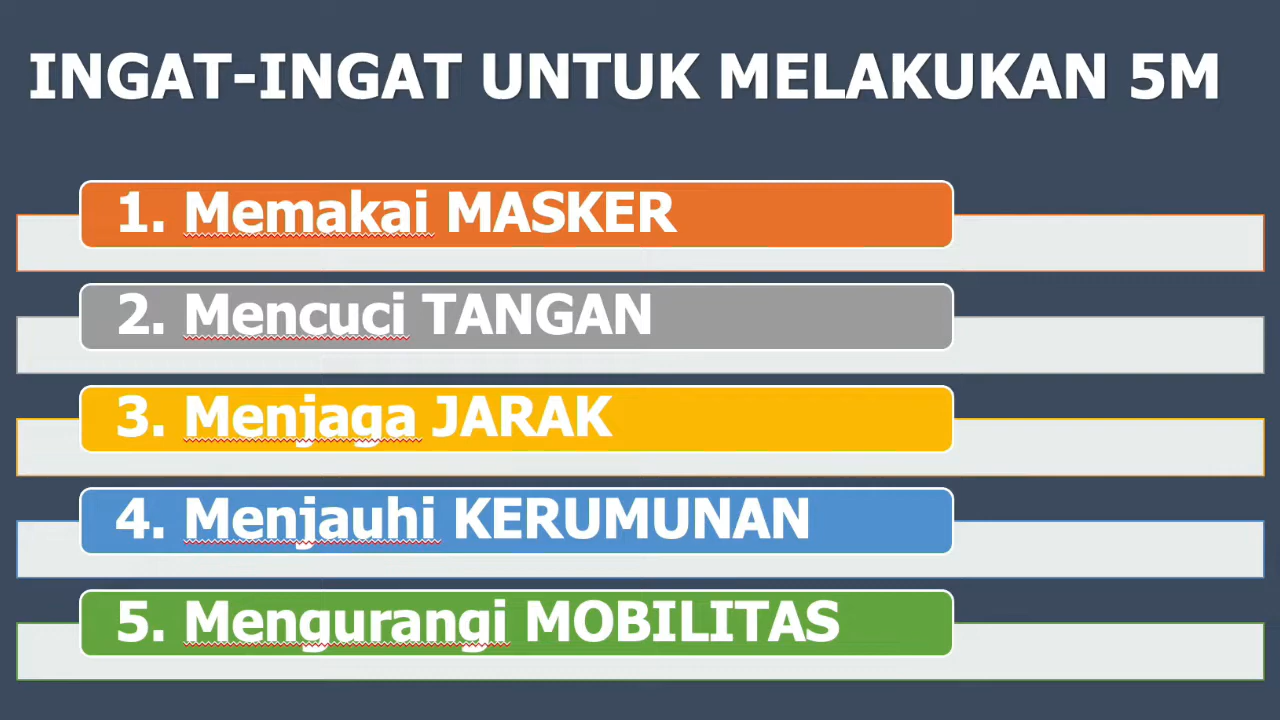 INGAT-INGAT UNTUK MELAKUKAN 5M
1. Memakai MASKER
2. Mencuci TANGAN
3. Menjaga JARAK
4. Menjauhi KERUMUNAN
5. Mengurangi MOBILITAS